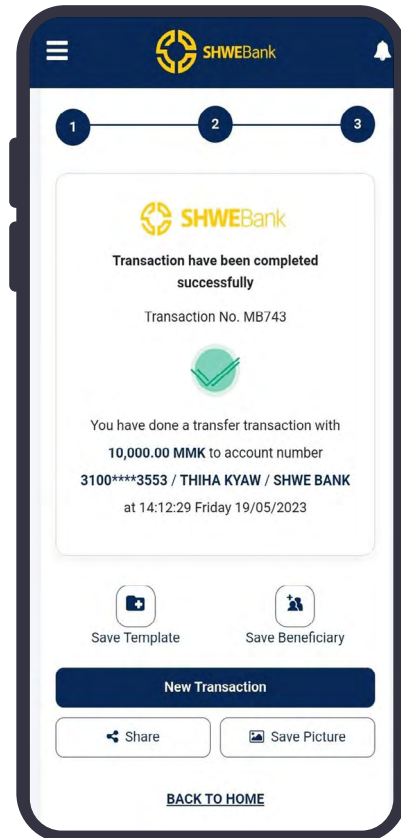 SHWEBank
1 2 3
SHWEBank
Transaction have been completed
successfully
Transaction No. MB743
You have done a transfer transaction with
10,000.00 MMK to account number
3100****3553 / THIHA KYAW / SHWE BANK
at 14:12:29 Friday 19/05/2023
Save Template Save Beneficiary
New Transaction
Share Save Picture
BACK TO HOME